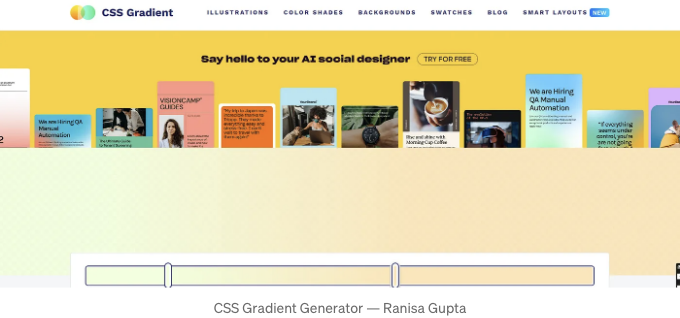 CSS Gradient
ILLUSTRATIONS COLOR SHADES BACKGROUNDS SWATCHES BLOG SMART LAYOUTS NEW
Say hello to your AI social designer TRY FOR FREE
VISIONCAMP
GUIDES
We are Hiring
QA Manual
Automation
We are Hiring
QA Manual
Automation
Rise and shine with
Morning Cup Coffee
"If everything
seems under
control, you're
are not going
CSS Gradient Generator — Ranisa Gupta